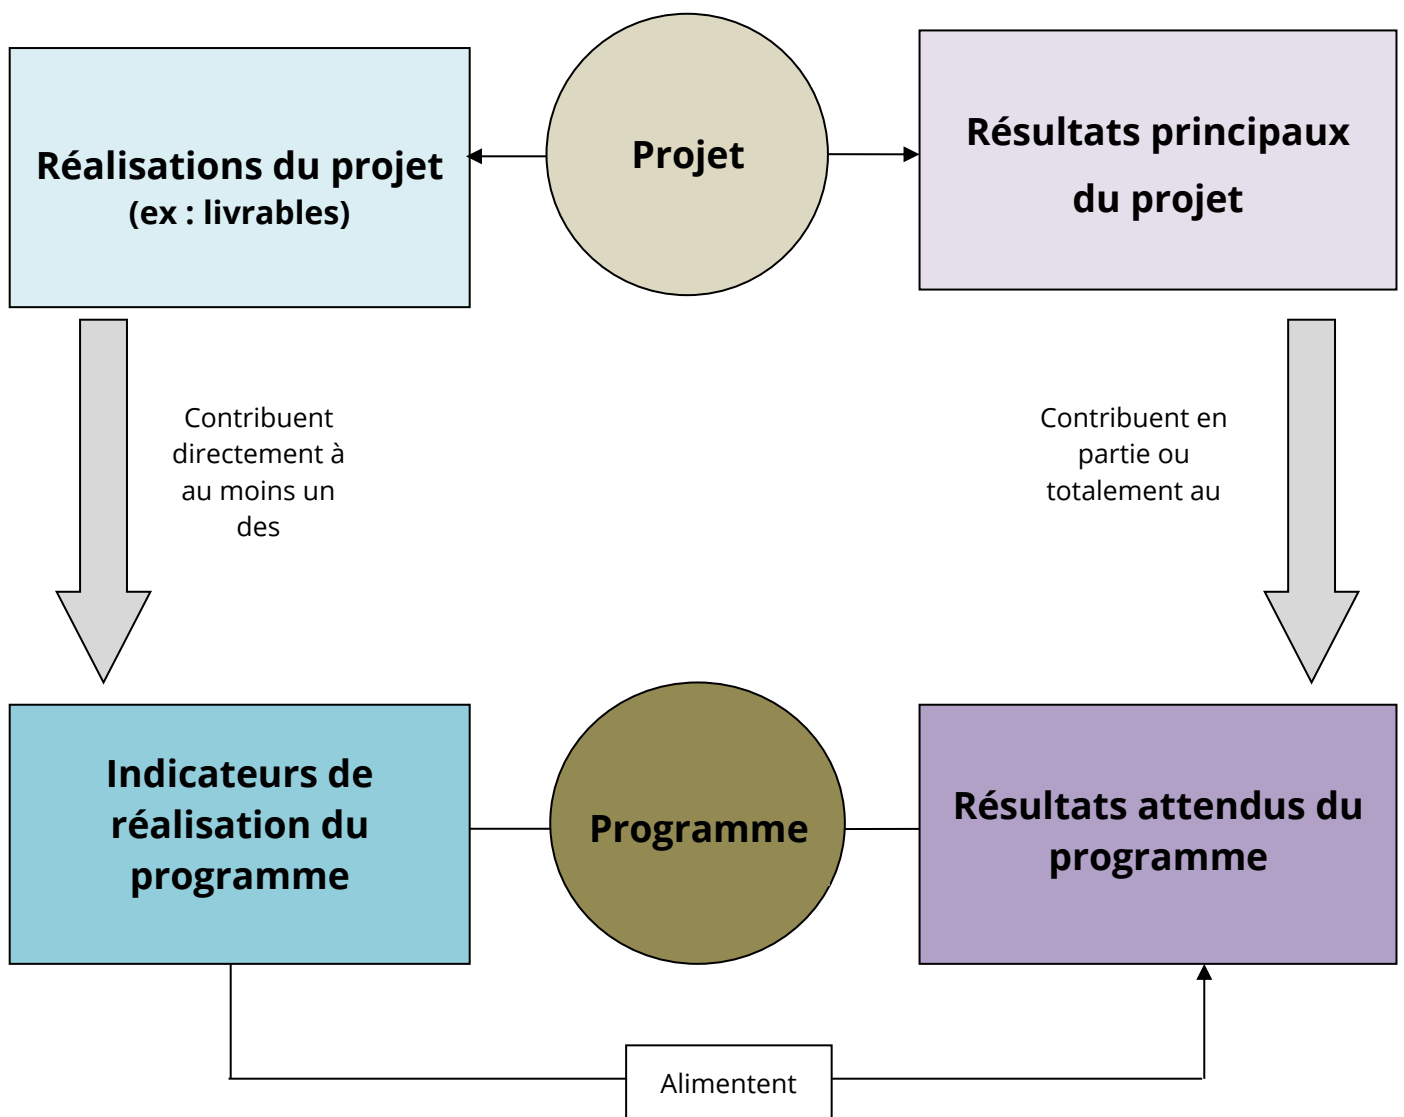 Réalisations du projet
(ex : livrables)
Projet
Résultats principaux
du projet
Contribuent
directement à
au moins un
des
Contribuent en
partie ou
totalement au
Indicateurs de
réalisation du
programme
Programme
Résultats attendus du
programme
Alimentent